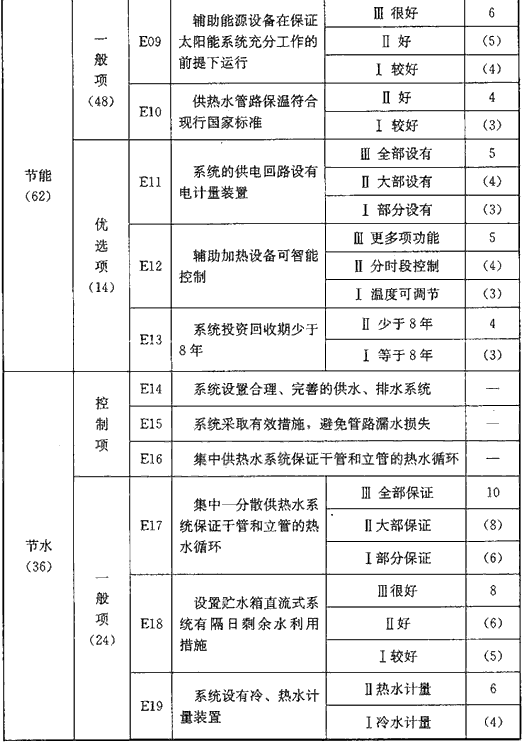 节能
(62)
一
般
项
(48)
E09
辅助能源设备在保证
太阳能系统充分工作的
前提下运行
Ⅲ 很好
6
Ⅱ 好
(5)
Ⅰ 较好
(4)
E10
供热水管路保温符合
现行国家标准
Ⅱ 好
4
Ⅰ 较好
(3)
优
选
项
(14)
E11
系统的供电回路设有
电计量装置
Ⅲ 全部设有
5
Ⅱ 大部设有
(4)
Ⅰ 部分设有
(3)
E12
辅助加热设备可智能
控制
Ⅲ 更多项功能
5
Ⅱ 分时段控制
(4)
Ⅰ 温度可调节
(3)
E13
系统投资回收期少于
8年
Ⅱ 少于8年
4
Ⅰ 等于8年
(3)
节水
(36)
控
制
项
E14
系统设置合理、完善的供水、排水系统
—
E15
系统采取有效措施，避免管路漏水损失
—
E16
集中供热水系统保证干管和立管的热水循环
—
一
般
项
(24)
E17
集中—分散供热水系
统保证干管和立管的热
水循环
Ⅲ 全部保证
10
Ⅱ大部保证
(8)
Ⅰ部分保证
(6)
E18
设置贮水箱直流式系
统有隔日剩余水利用
措施
Ⅲ很好
8
Ⅱ好
(6)
Ⅰ较好
(5)
E19
系统设有冷、热水计
量装置
Ⅱ热水计量
6
Ⅰ冷水计量
(4)